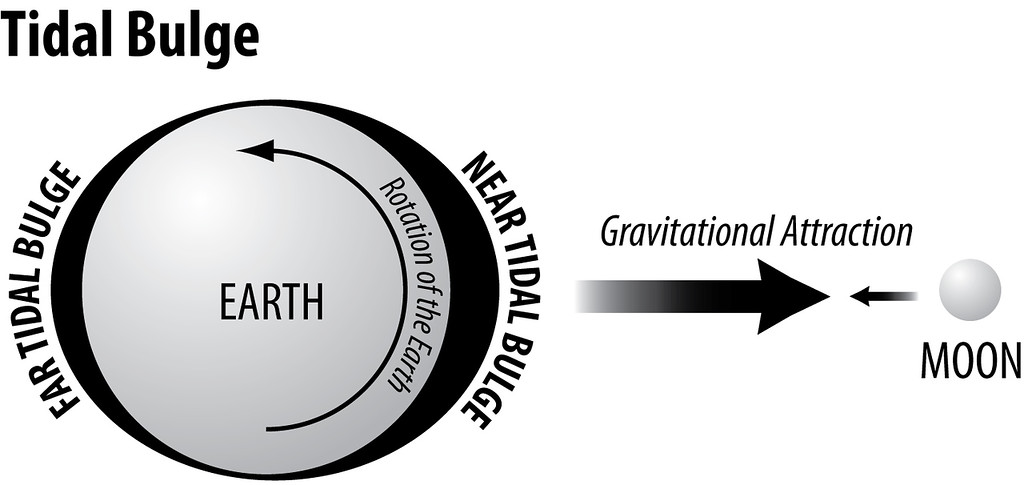 Tidal Bulge
FAR TIDAL BULGE
EARTH
Rotation of the Earth
NEAR TIDAL BULGE
Gravitational Attraction
MOON